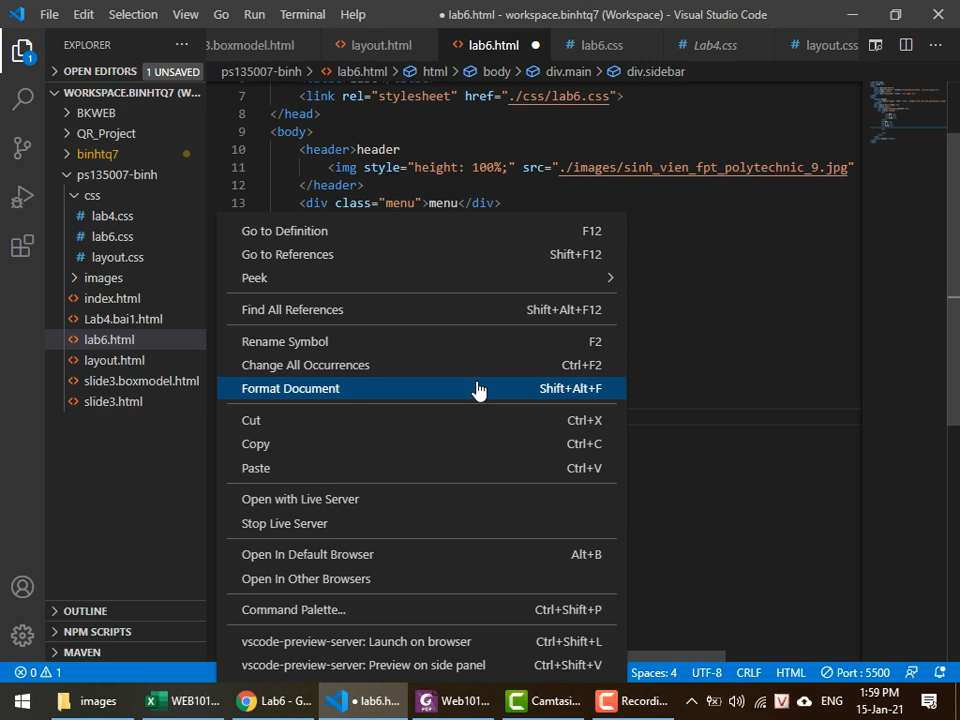 File Edit Selection View Go Run Terminal Help
● lab6.html - workspace.binhtq7 (Workspace) - Visual Studio Code
EXPLORER
3.boxmodel.html
layout.html
lab6.html ●
lab6.css
Lab4.css
layout.css
OPEN EDITORS 1 UNSAVED
ps135007-binh > lab6.html > html > body > div.main > div.sidebar
WORKSPACE.BINHTQ7 (W...
BKWEB
QR_Project
binhtq7
ps135007-binh
css
lab4.css
lab6.css
layout.css
images
index.html
Lab4.bai1.html
lab6.html
layout.html
slide3.boxmodel.html
slide3.html
OUTLINE
NPM SCRIPTS
MAVEN
7 <link rel="stylesheet" href="./css/lab6.css">
8 </head>
9 <body>
10 <header>header
11 <img style="height: 100%;" src="./images/sinh_vien_fpt_polytechnic_9.jpg"
12 </header>
13 <div class="menu">menu</div>
Go to Definition F12
Go to References Shift+F12
Peek
Find All References Shift+Alt+F12
Rename Symbol F2
Change All Occurrences Ctrl+F2
Format Document Shift+Alt+F
Cut Ctrl+X
Copy Ctrl+C
Paste Ctrl+V
Open with Live Server
Stop Live Server
Open In Default Browser Alt+B
Open In Other Browsers
Command Palette... Ctrl+Shift+P
vscode-preview-server: Launch on browser Ctrl+Shift+L
vscode-preview-server: Preview on side panel Ctrl+Shift+V
1
0 1
Spaces: 4 UTF-8 CRLF HTML Port : 5500
images
WEB101...
Lab6 - G...
● lab6.h...
Web101...
Camtasi...
Recordi...
V
ENG
1:59 PM
15-Jan-21